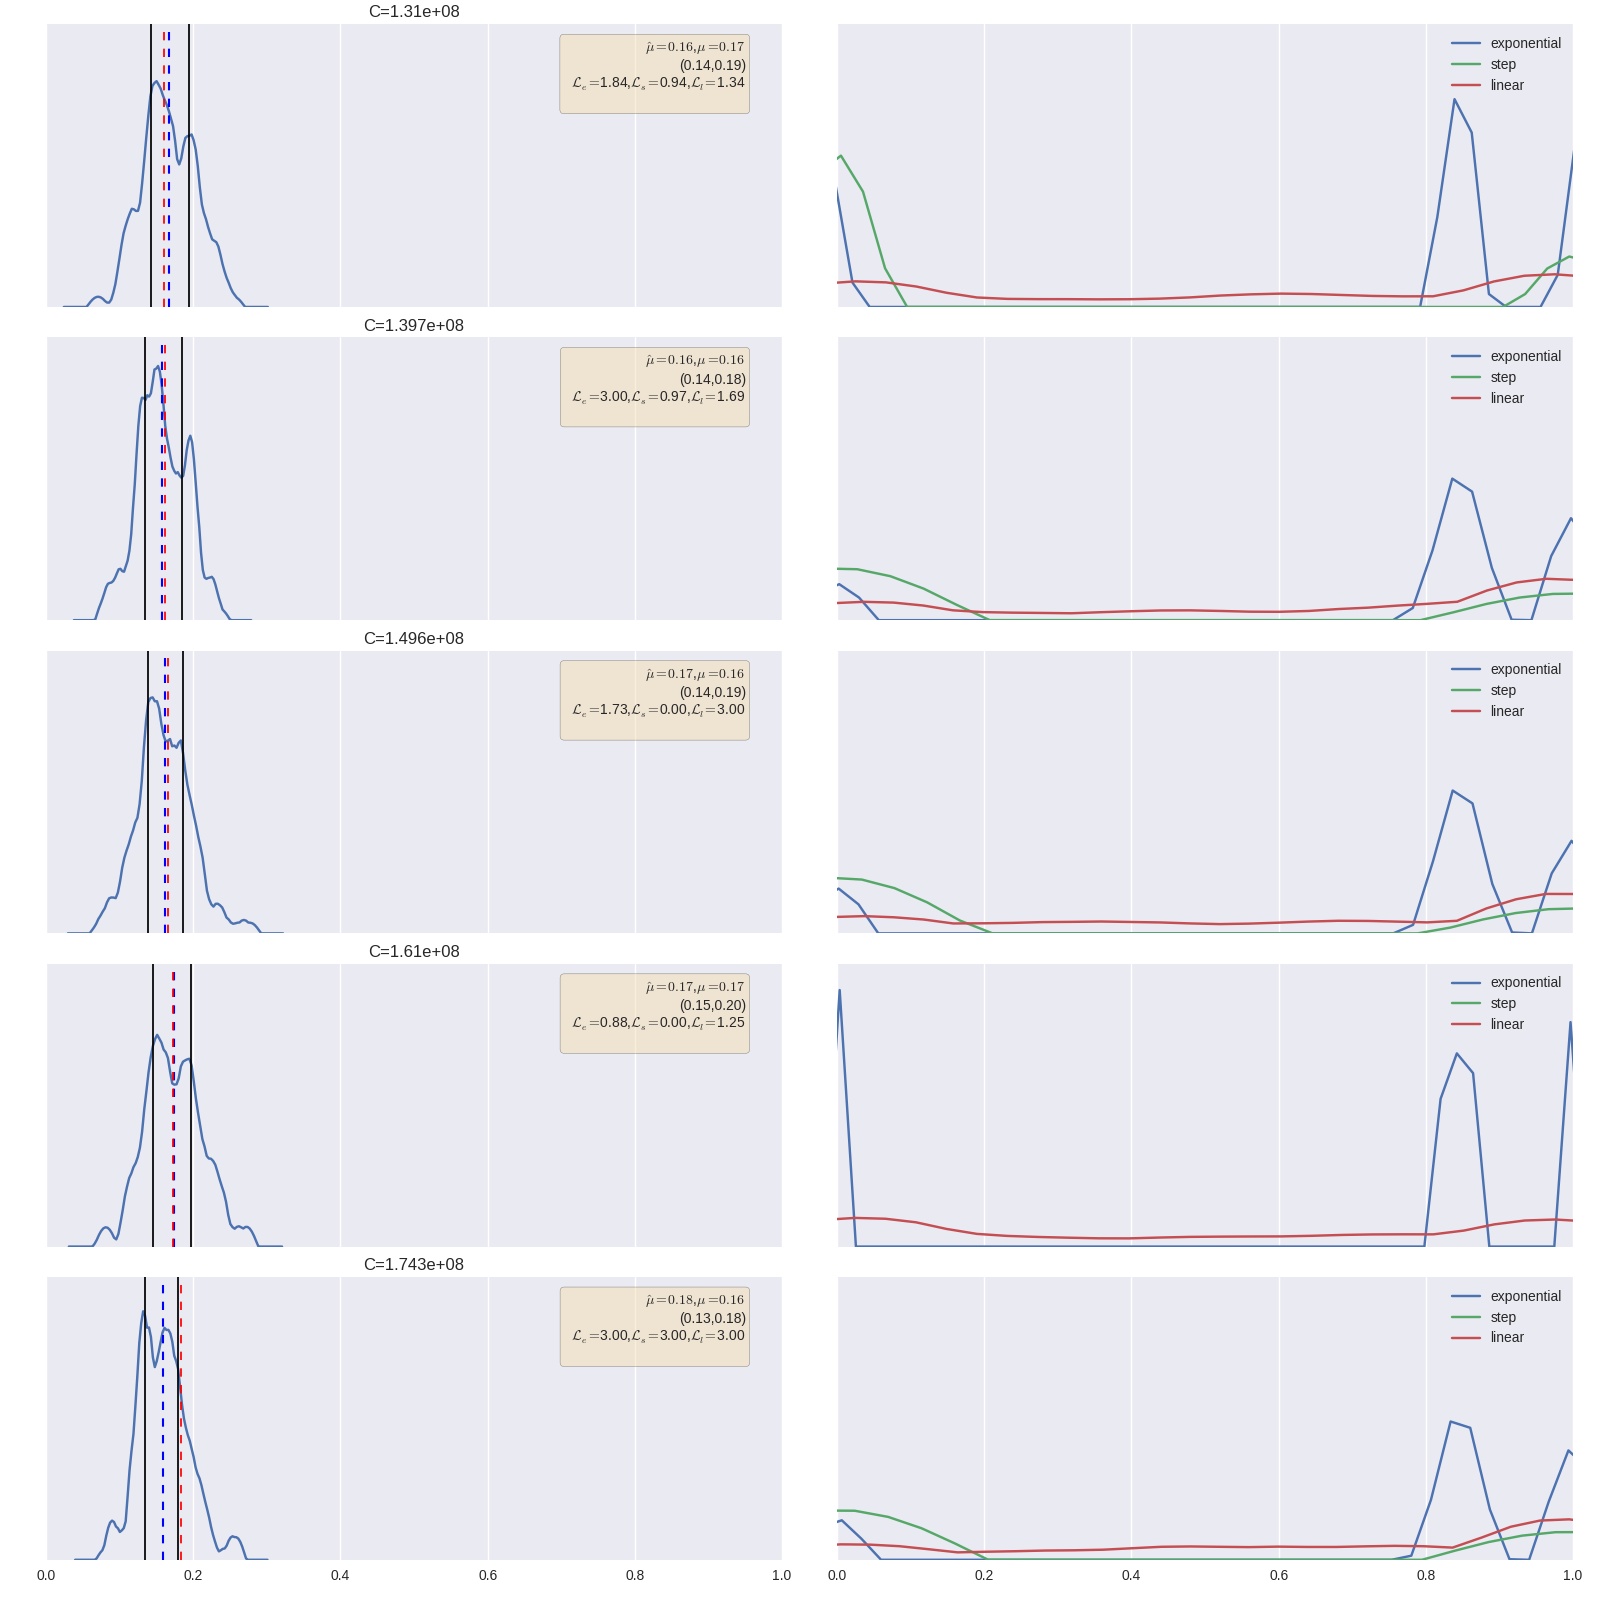 C=1.31e+08
μ̂=0.16,μ=0.17
(0.14,0.19)
ℒₑ=1.84,ℒₛ=0.94,ℒₗ=1.34
exponential
step
linear
C=1.397e+08
μ̂=0.16,μ=0.16
(0.14,0.18)
ℒₑ=3.00,ℒₛ=0.97,ℒₗ=1.69
exponential
step
linear
C=1.496e+08
μ̂=0.17,μ=0.16
(0.14,0.19)
ℒₑ=1.73,ℒₛ=0.00,ℒₗ=3.00
exponential
step
linear
C=1.61e+08
μ̂=0.17,μ=0.17
(0.15,0.20)
ℒₑ=0.88,ℒₛ=0.00,ℒₗ=1.25
exponential
step
linear
C=1.743e+08
μ̂=0.18,μ=0.16
(0.13,0.18)
ℒₑ=3.00,ℒₛ=3.00,ℒₗ=3.00
exponential
step
linear
0.0 0.2 0.4 0.6 0.8 1.0
0.0 0.2 0.4 0.6 0.8 1.0